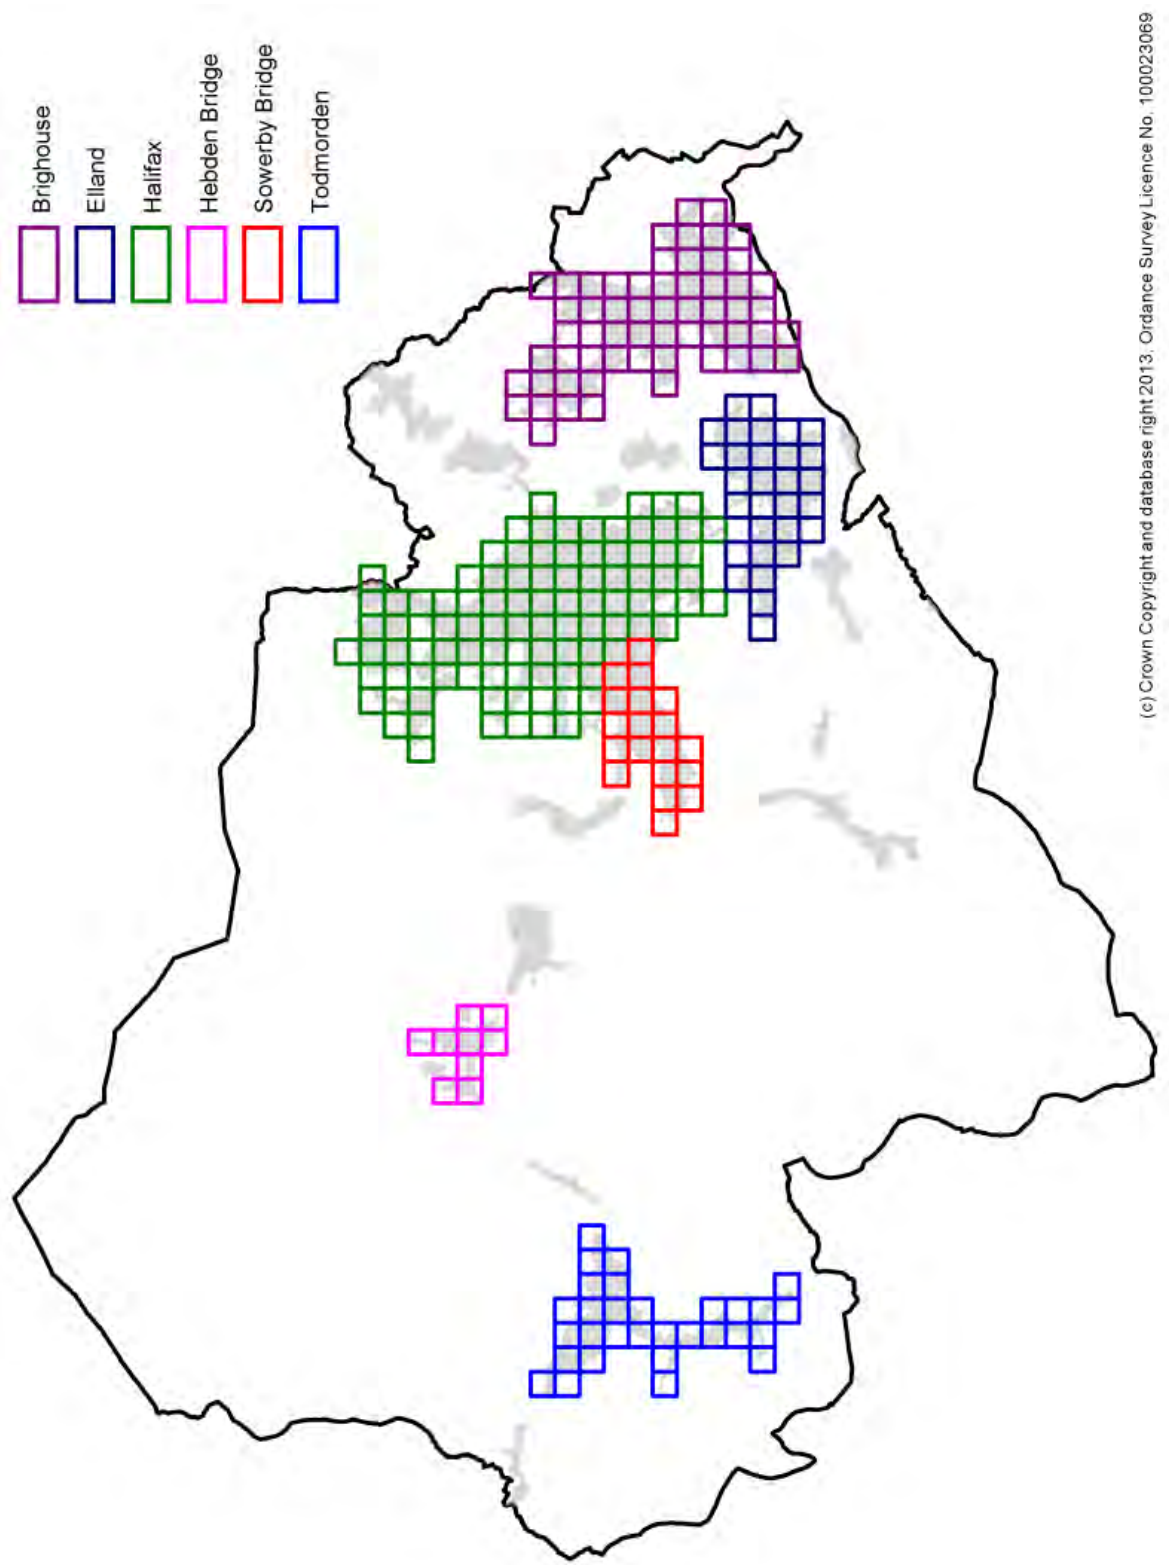 Brighouse
Elland
Halifax
Hebden Bridge
Sowerby Bridge
Todmorden
(c) Crown Copyright and database right 2013. Ordance Survey Licence No. 100023069